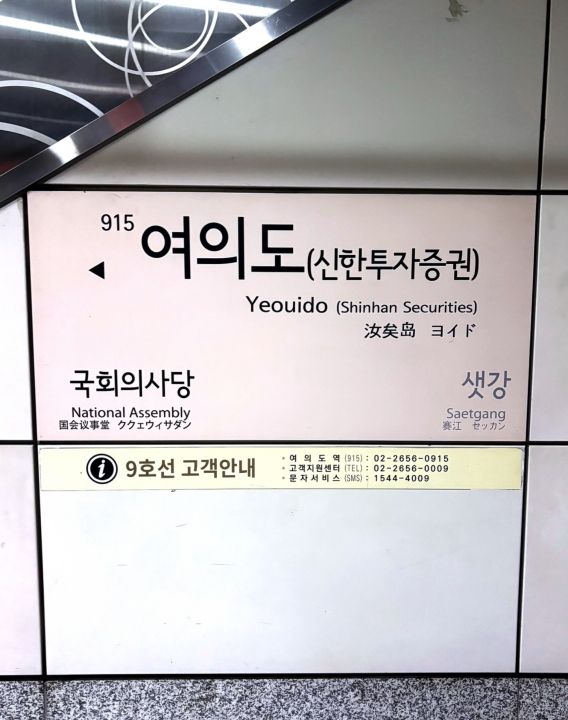 915
◀ 여의도(신한투자증권)
Yeouido (Shinhan Securities)
汝矣岛 ヨイド
국회의사당
National Assembly
国会议事堂 ククェウィサダン
샛강
Saetgang
赛江 セッカン
i 9호선 고객안내
• 여의도역 (915) : 02-2656-0915
• 고객지원센터 (TEL) : 02-2656-0009
• 문자서비스 (SMS) : 1544-4009